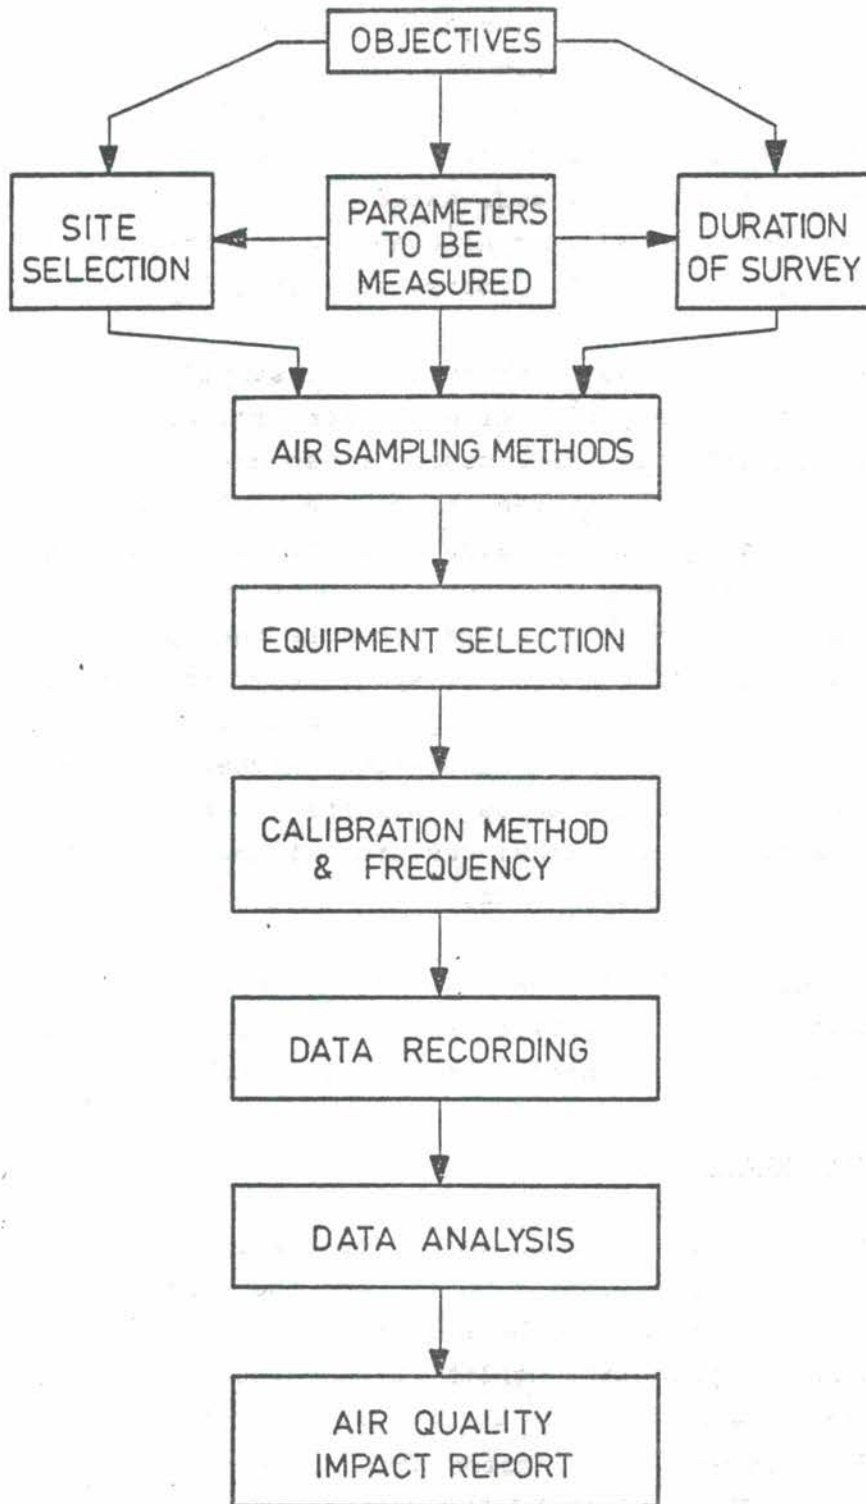 OBJECTIVES
SITE
SELECTION
PARAMETERS
TO BE
MEASURED
DURATION
OF SURVEY
AIR SAMPLING METHODS
EQUIPMENT SELECTION
CALIBRATION METHOD
& FREQUENCY
DATA RECORDING
DATA ANALYSIS
AIR QUALITY
IMPACT REPORT